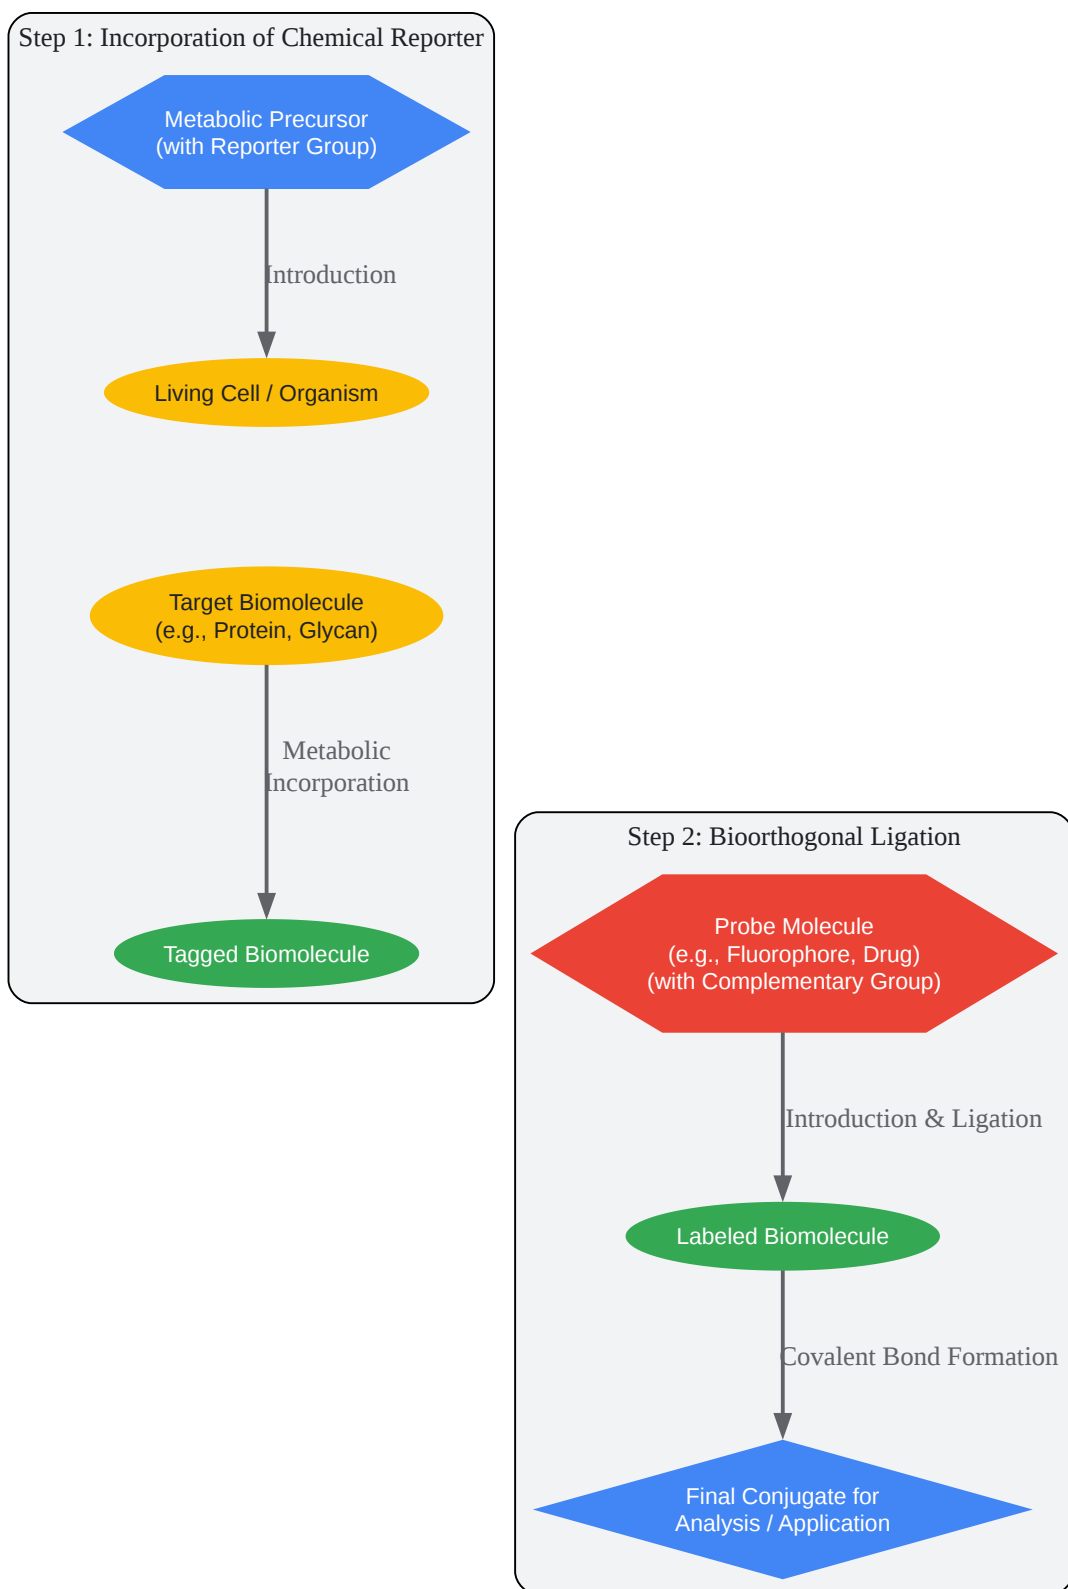 Step 1: Incorporation of Chemical Reporter
Metabolic Precursor
(with Reporter Group)
Introduction
Living Cell / Organism
Target Biomolecule
(e.g., Protein, Glycan)
Metabolic
Incorporation
Tagged Biomolecule
Step 2: Bioorthogonal Ligation
Probe Molecule
(e.g., Fluorophore, Drug)
(with Complementary Group)
Introduction & Ligation
Labeled Biomolecule
Covalent Bond Formation
Final Conjugate for
Analysis / Application